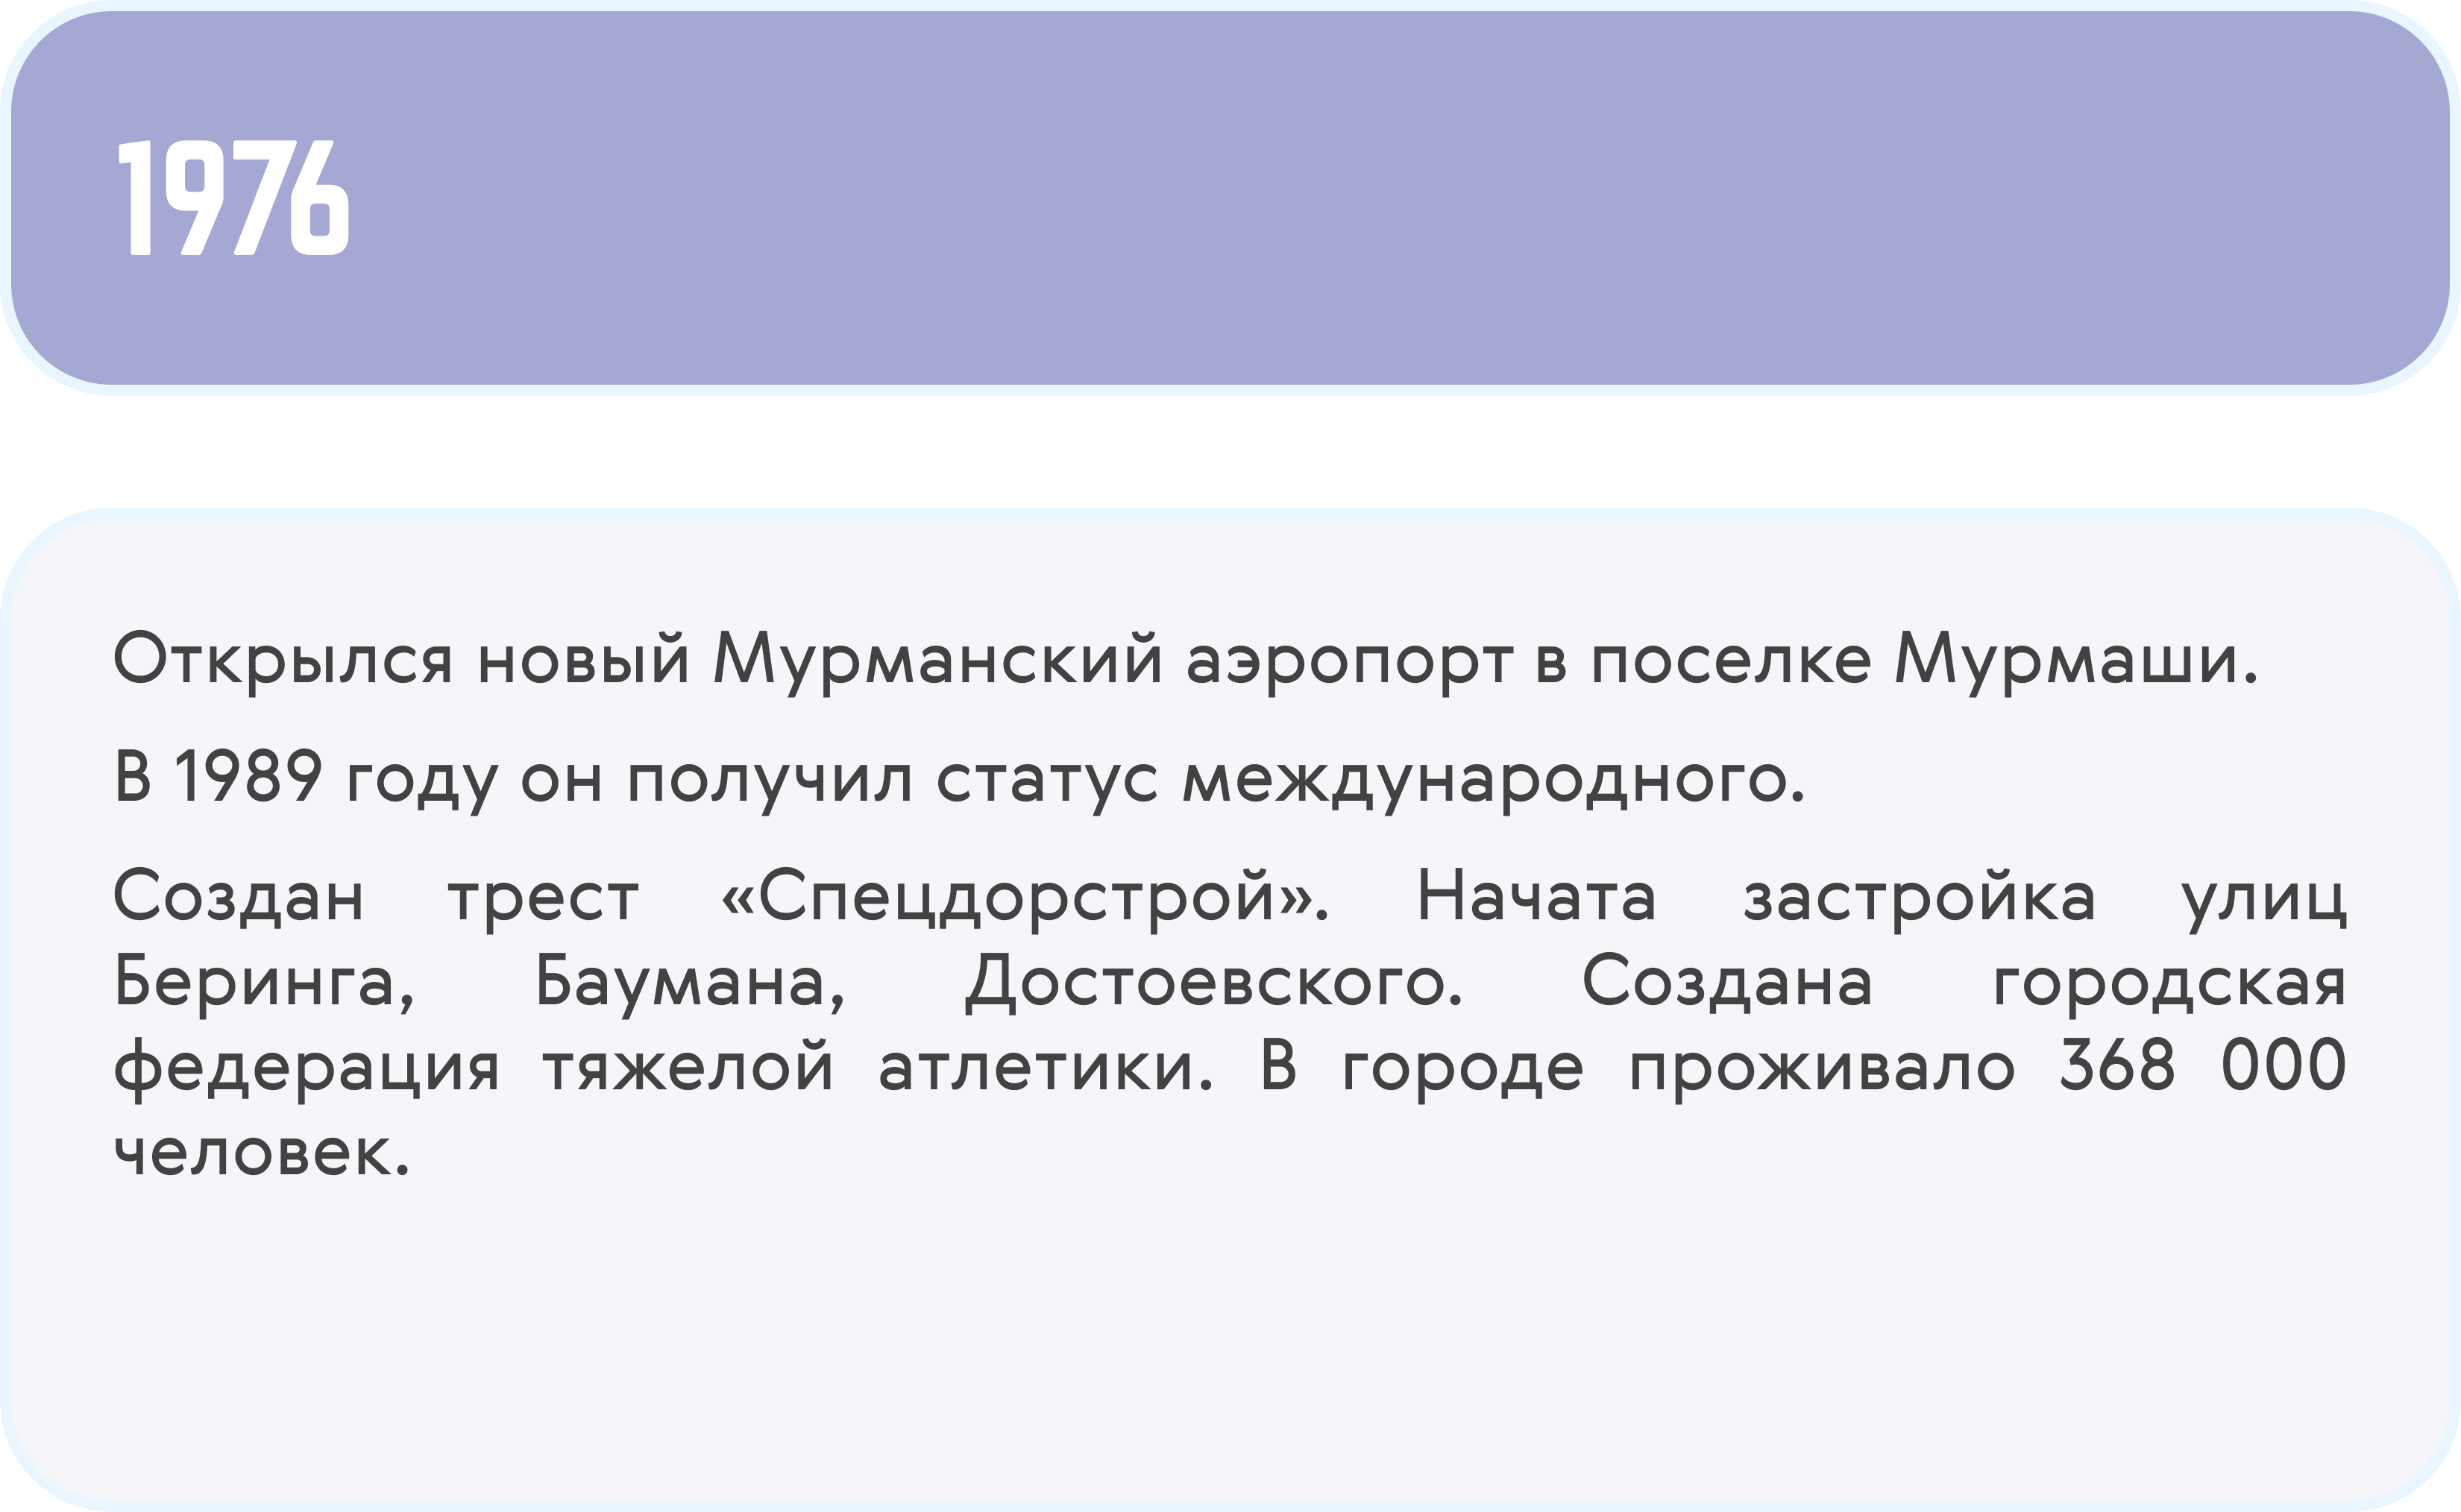 1976
Открылся новый Мурманский аэропорт в поселке Мурмаши.
В 1989 году он получил статус международного.
Создан трест «Спецдорстрой». Начата застройка улиц
Беринга, Баумана, Достоевского. Создана городская
федерация тяжелой атлетики. В городе проживало 368 000
человек.